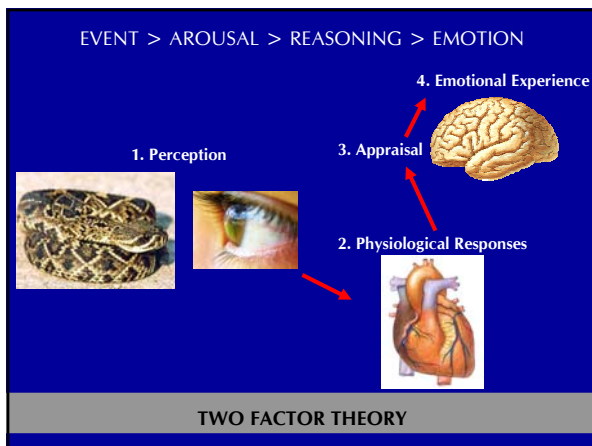 EVENT > AROUSAL > REASONING > EMOTION
4. Emotional Experience
3. Appraisal
1. Perception
2. Physiological Responses
TWO FACTOR THEORY